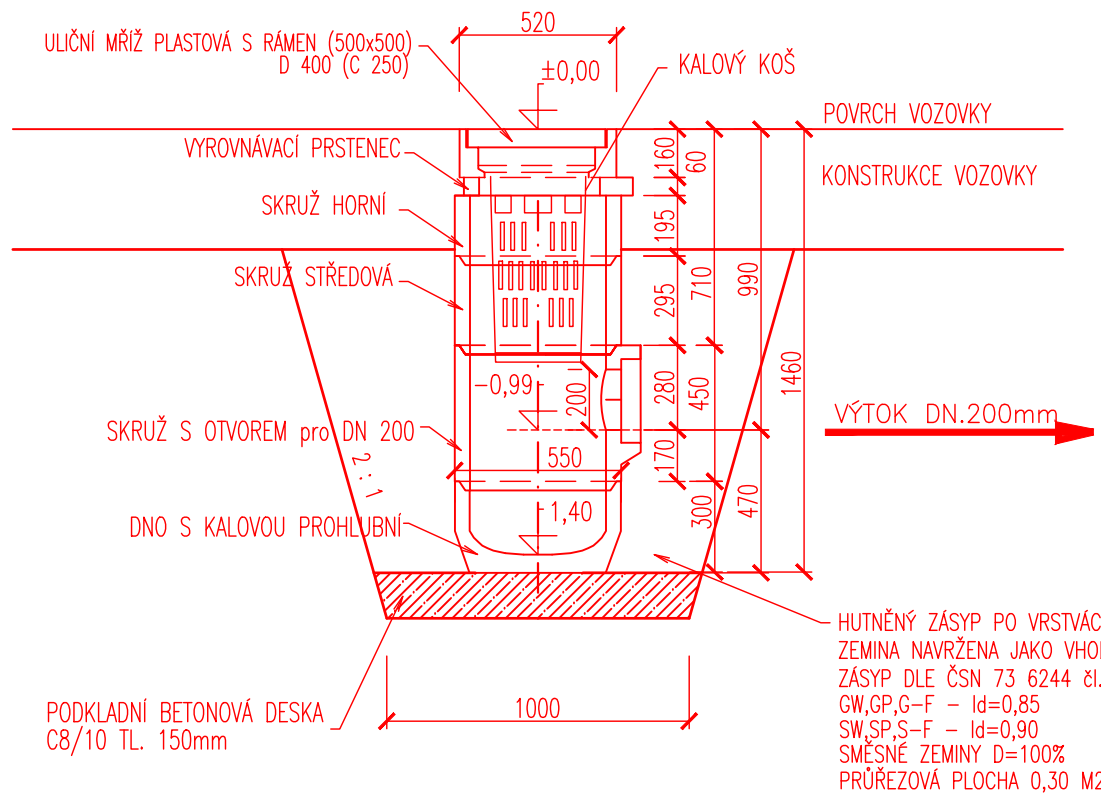 520
ULIČNÍ MŘÍŽ PLASTOVÁ S RÁMEN (500x500)
D 400 (C 250)
±0,00
KALOVÝ KOŠ
POVRCH VOZOVKY
VYROVNÁVACÍ PRSTENEC
160
60
KONSTRUKCE VOZOVKY
SKRUŽ HORNÍ
195
SKRUŽ STŘEDOVÁ
295
710
990
1460
-0,99
200
280
450
VÝTOK DN.200mm
SKRUŽ S OTVOREM pro DN 200
2:1
550
170
300
470
-1,40
DNO S KALOVOU PROHLUBNÍ
HUTNĚNÝ ZÁSYP PO VRSTVÁC
ZEMINA NAVRŽENA JAKO VHO
ZÁSYP DLE ČSN 73 6244 čl.
GW,GP,G-F - Id=0,85
SW,SP,S-F - Id=0,90
SMĚSNÉ ZEMINY D=100%
PRŮŘEZOVÁ PLOCHA 0,30 M2
PODKLADNÍ BETONOVÁ DESKA
C8/10 TL. 150mm
1000